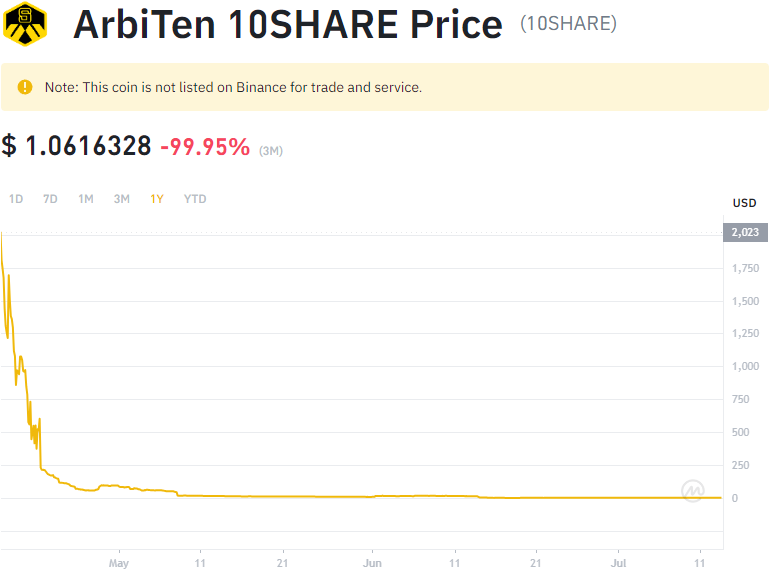 ArbiTen 10SHARE Price (10SHARE)
Note: This coin is not listed on Binance for trade and service.
$ 1.0616328 -99.95% (3M)
1D 7D 1M 3M 1Y YTD
USD
2,023
1,750
1,500
1,250
1,000
750
500
250
0
May 11 21 Jun 11 21 Jul 11